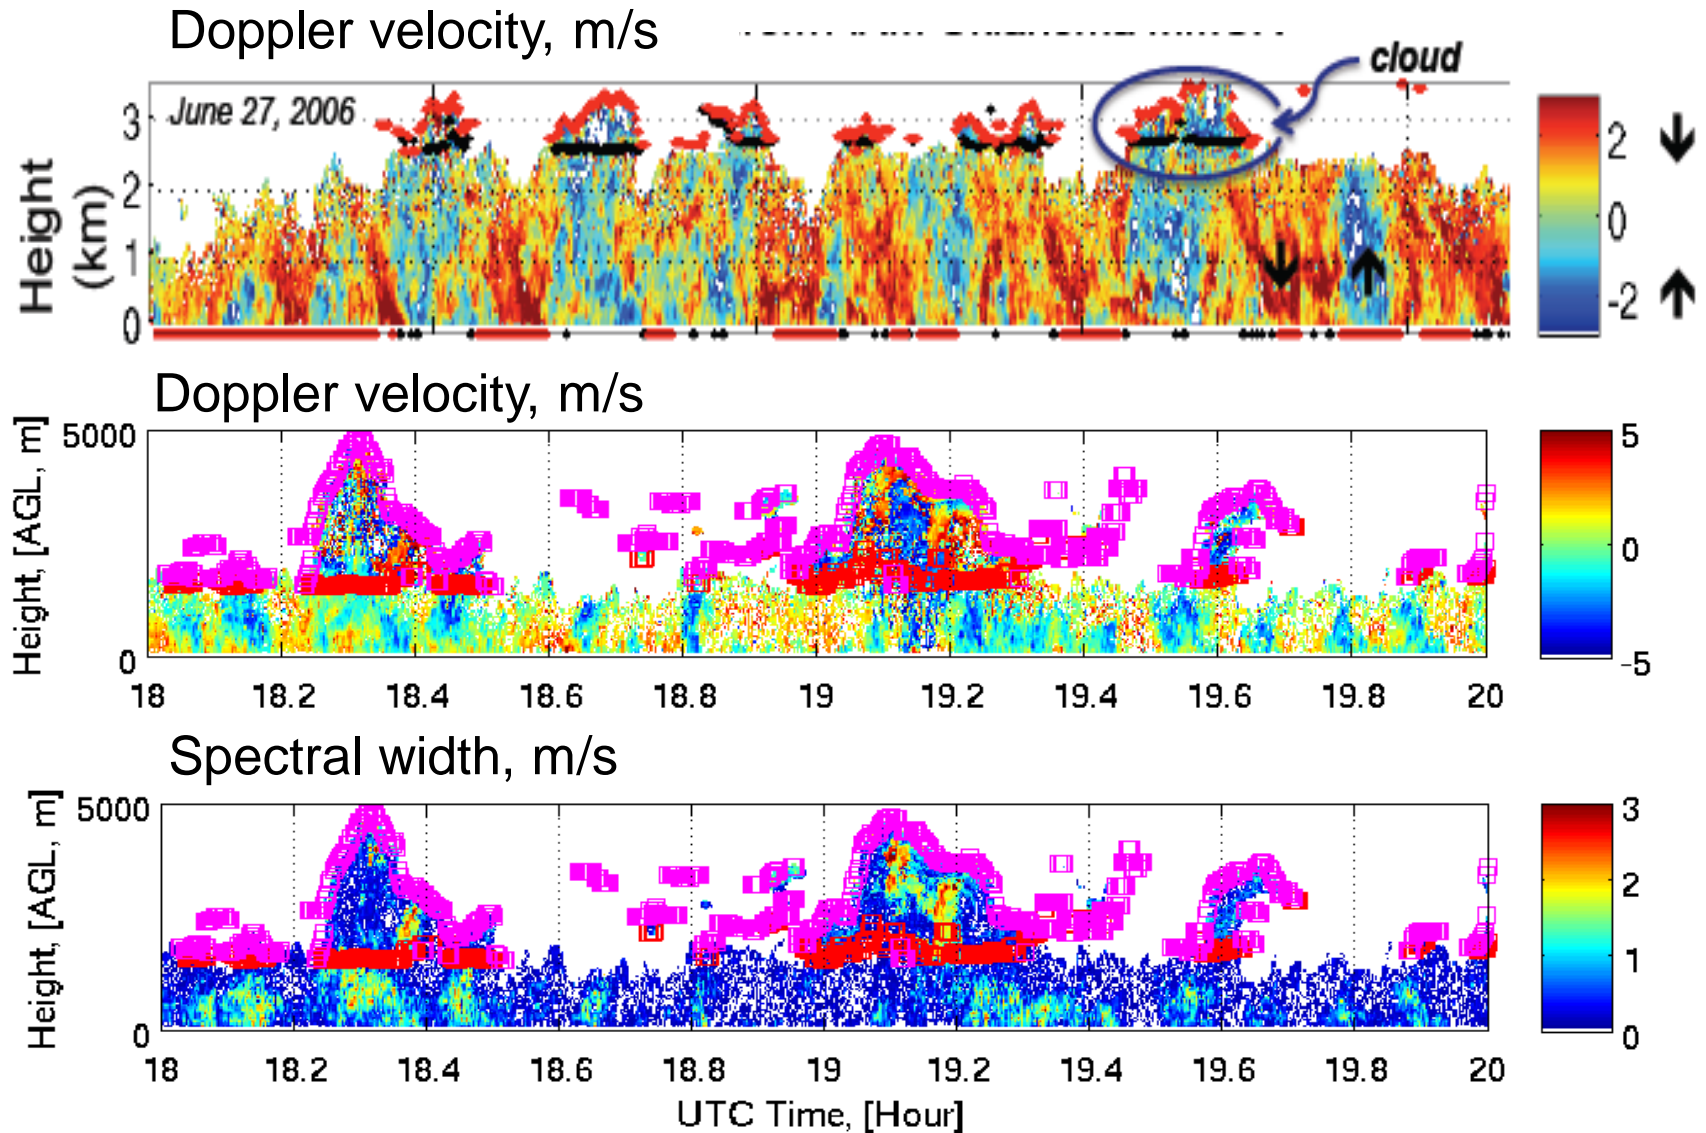 Doppler velocity, m/s
cloud
June 27, 2006
Height
(km)
3
2
1
0
2
0
-2
Doppler velocity, m/s
Height, [AGL, m]
5000
0
18 18.2 18.4 18.6 18.8 19 19.2 19.4 19.6 19.8 20
5
0
-5
Spectral width, m/s
Height, [AGL, m]
5000
0
18 18.2 18.4 18.6 18.8 19 19.2 19.4 19.6 19.8 20
UTC Time, [Hour]
3
2
1
0